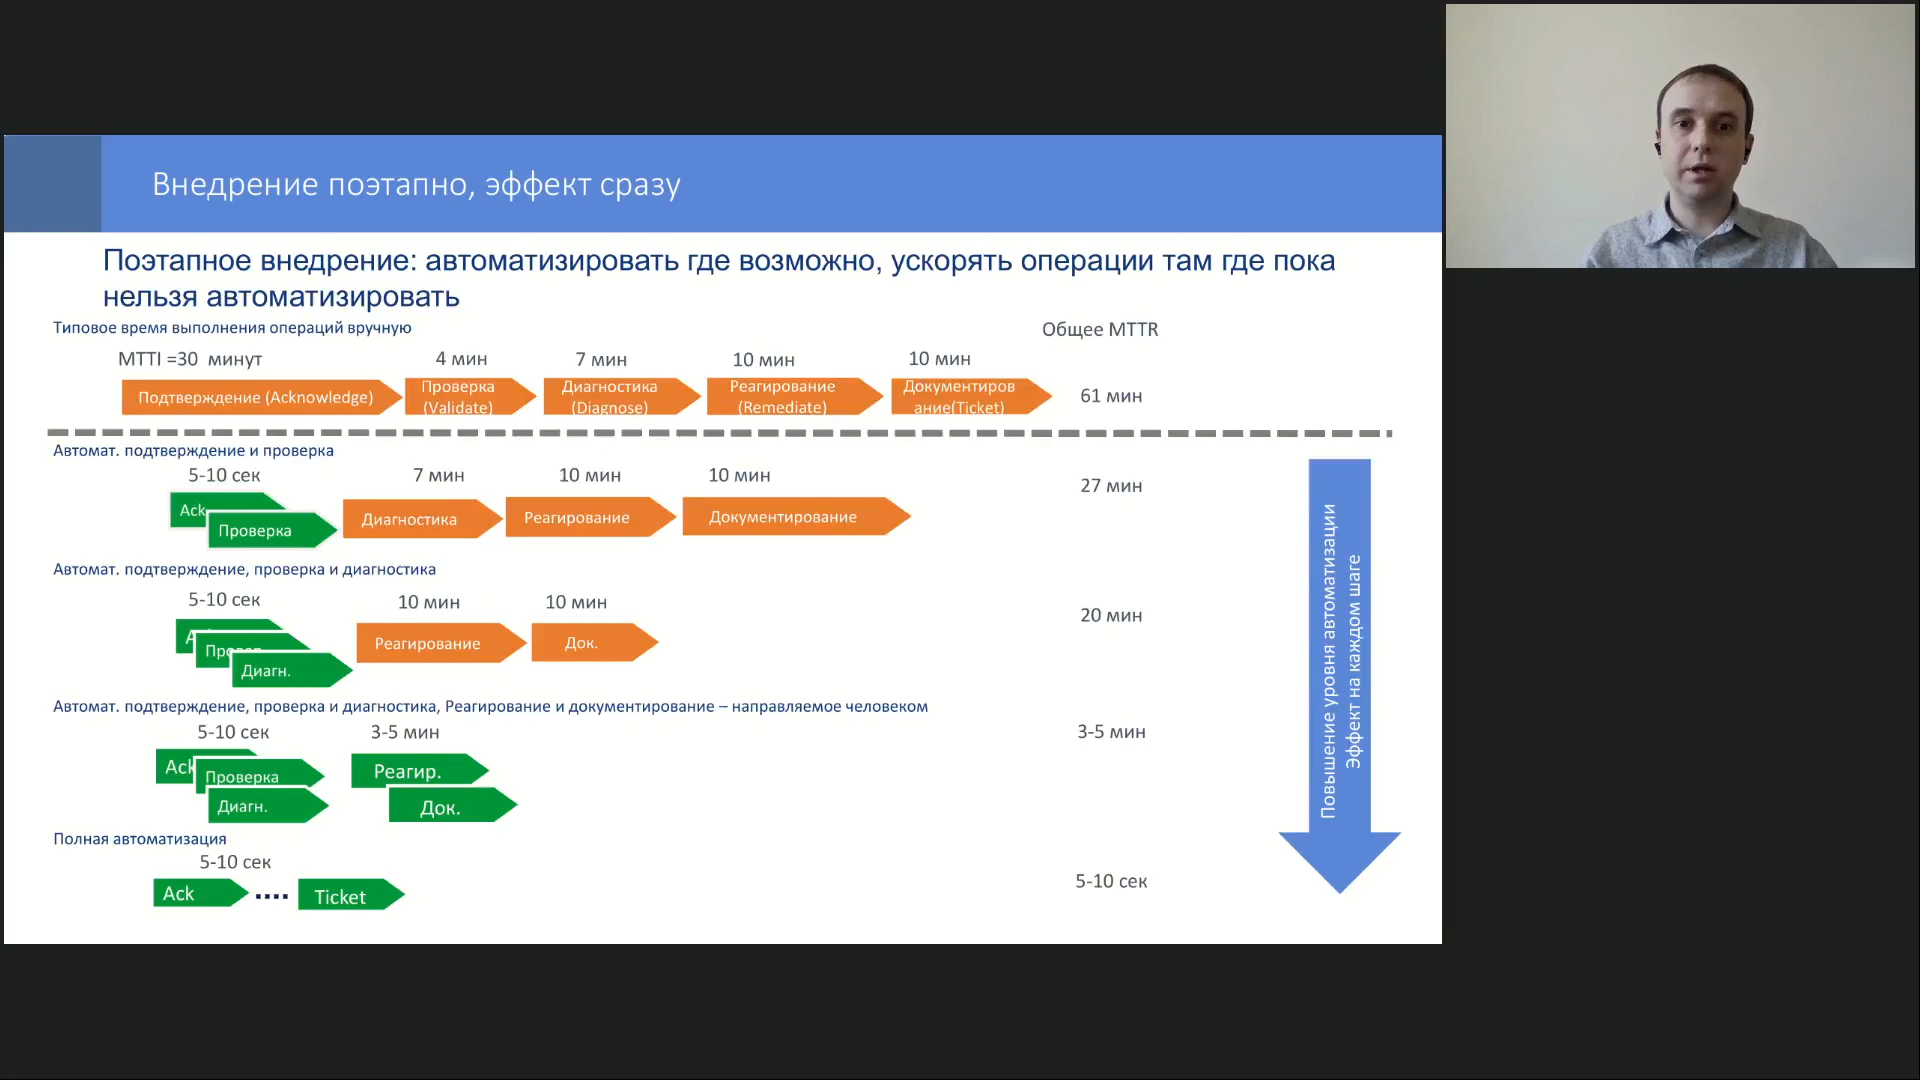 Внедрение поэтапно, эффект сразу
Поэтапное внедрение: автоматизировать где возможно, ускорять операции там где пока
нельзя автоматизировать
Типовое время выполнения операций вручную
Общее MTTR
MTTI =30 минут
4 мин
7 мин
10 мин
10 мин
Подтверждение (Acknowledge)
Проверка
(Validate)
Диагностика
(Diagnose)
Реагирование
(Remediate)
Документиров
ание(Ticket)
61 мин
Автомат. подтверждение и проверка
5-10 сек
7 мин
10 мин
10 мин
27 мин
Ack
Проверка
Диагностика
Реагирование
Документирование
Автомат. подтверждение, проверка и диагностика
5-10 сек
10 мин
10 мин
20 мин
Диагн.
Реагирование
Док.
Автомат. подтверждение, проверка и диагностика, Реагирование и документирование – направляемое человеком
5-10 сек
3-5 мин
3-5 мин
Ack
Проверка
Диагн.
Реагир.
Док.
Полная автоматизация
5-10 сек
5-10 сек
Ack
....
Ticket
Повышение уровня автоматизации
Эффект на каждом шаге